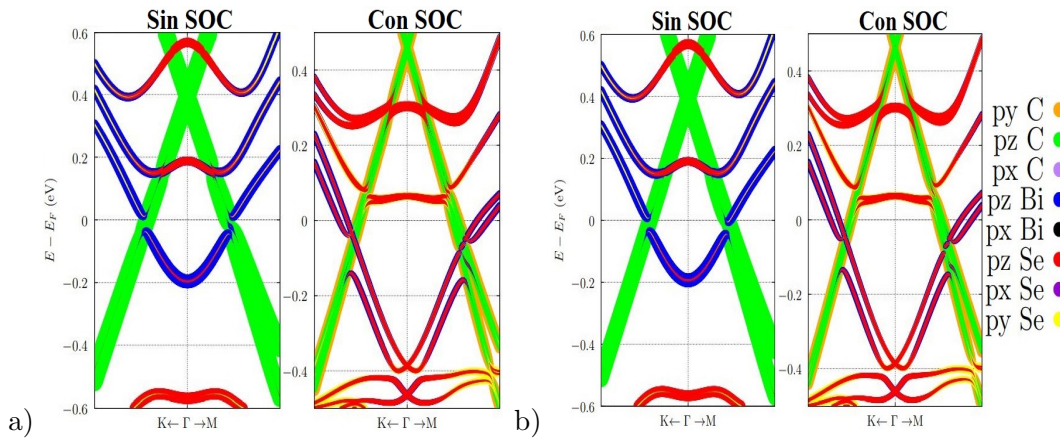 Sin SOC
Con SOC
0.6
0.4
0.2
0
−0.2
−0.4
−0.6
E − E_F (eV)
K← Γ →M
0.4
0.2
0
−0.2
−0.4
K← Γ →M
a)
Sin SOC
Con SOC
0.6
0.4
0.2
0
−0.2
−0.4
−0.6
E − E_F (eV)
K← Γ →M
0.4
0.2
0
−0.2
−0.4
K← Γ →M
b)
py C
pz C
px C
pz Bi
px Bi
pz Se
px Se
py Se